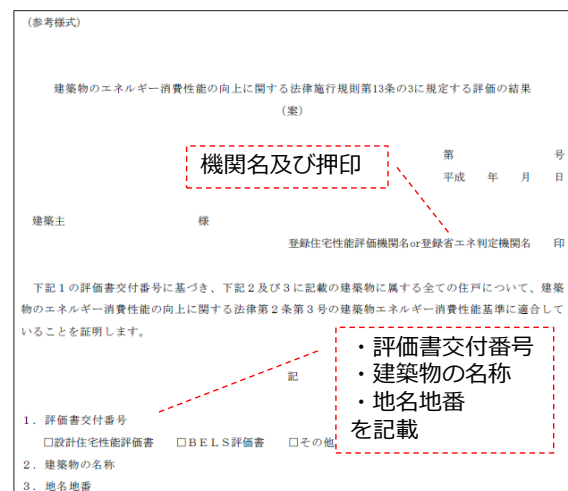 (参考様式)
建築物のエネルギー消費性能の向上に関する法律施行規則第13条の3に規定する評価の結果
(案)
機関名及び押印
第 号
平成 年 月 日
建築主 様
登録住宅性能評価機関名or登録省エネ判定機関名 印
下記1の評価書交付番号に基づき、下記2及び3に記載の建築物に属する全ての住戸について、建築
物のエネルギー消費性能の向上に関する法律第2条第3号の建築物エネルギー消費性能基準に適合して
いることを証明します。
記
・評価書交付番号
・建築物の名称
・地名地番
を記載
1.評価書交付番号
□設計住宅性能評価書 □BELS評価書 □その他
2.建築物の名称
3.地名地番